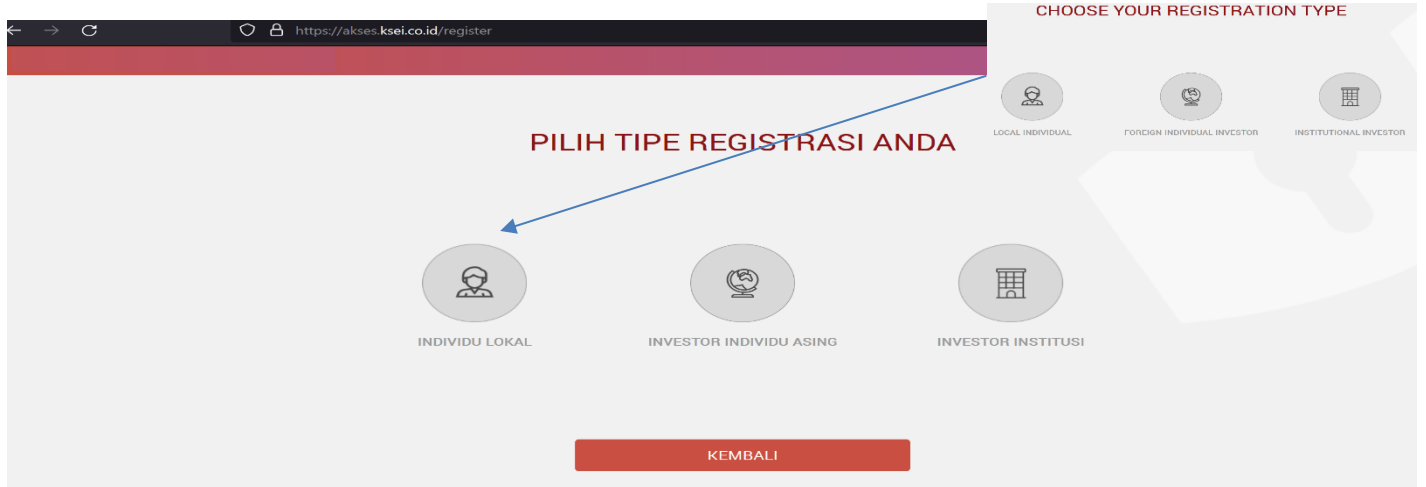 https://akses.ksei.co.id/register
CHOOSE YOUR REGISTRATION TYPE
LOCAL INDIVIDUAL
FOREIGN INDIVIDUAL INVESTOR
INSTITUTIONAL INVESTOR
PILIH TIPE REGISTRASI ANDA
INDIVIDU LOKAL
INVESTOR INDIVIDU ASING
INVESTOR INSTITUSI
KEMBALI